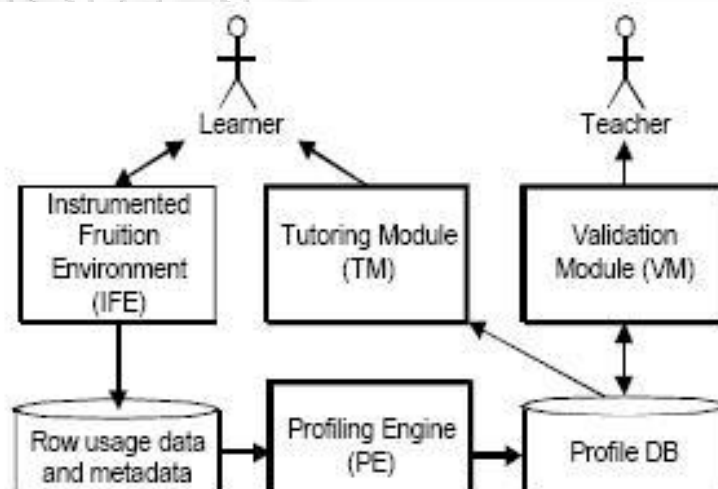 Learner
Teacher
Instrumented
Fruition
Environment
(IFE)
Tutoring Module
(TM)
Validation
Module (VM)
Row usage data
and metadata
Profiling Engine
(PE)
Profile DB